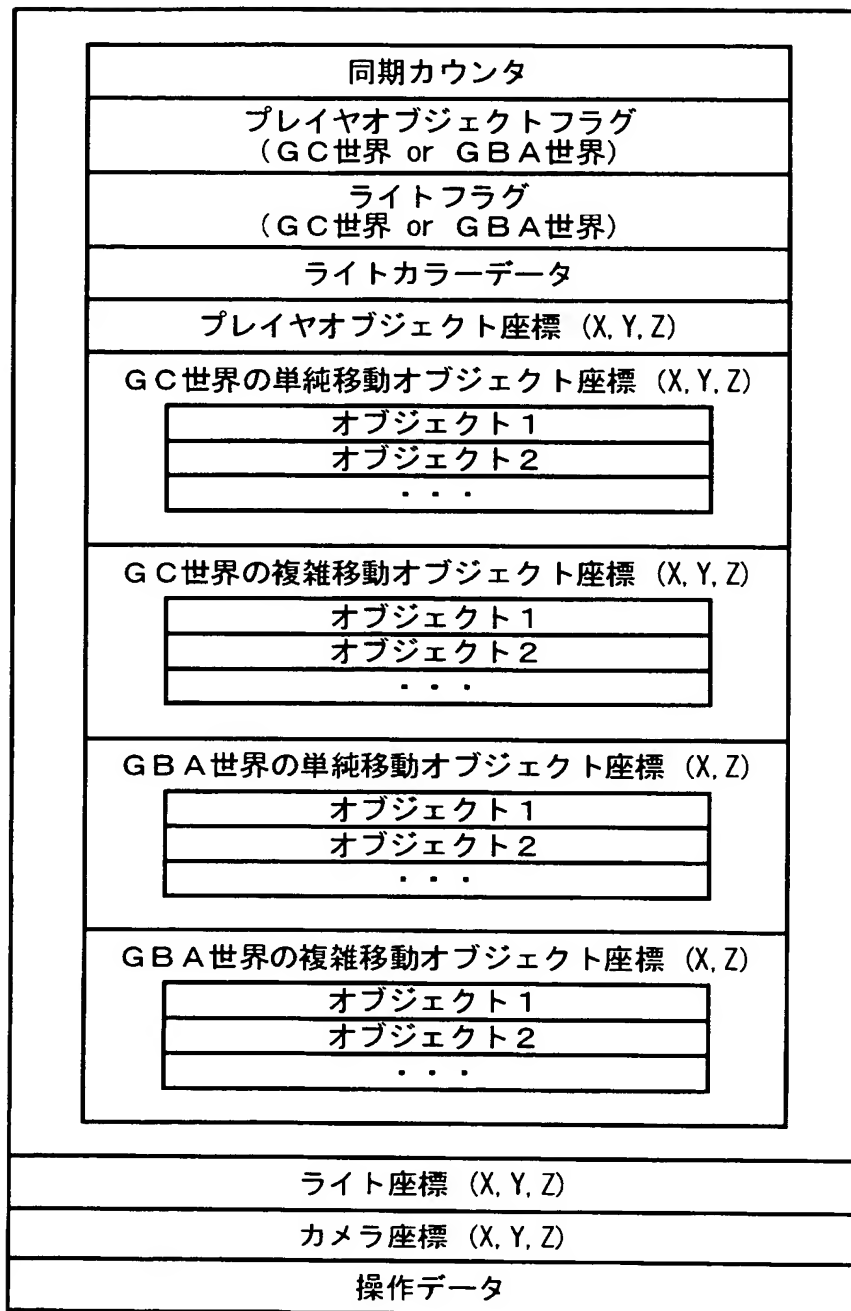 同期カウンタ
プレイヤオブジェクトフラグ
（ＧＣ世界 or ＧＢＡ世界）
ライトフラグ
（ＧＣ世界 or ＧＢＡ世界）
ライトカラーデータ
プレイヤオブジェクト座標 (X, Y, Z)
ＧＣ世界の単純移動オブジェクト座標 (X, Y, Z)
オブジェクト１
オブジェクト２
・・・
ＧＣ世界の複雑移動オブジェクト座標 (X, Y, Z)
オブジェクト１
オブジェクト２
・・・
ＧＢＡ世界の単純移動オブジェクト座標 (X, Z)
オブジェクト１
オブジェクト２
・・・
ＧＢＡ世界の複雑移動オブジェクト座標 (X, Z)
オブジェクト１
オブジェクト２
・・・
ライト座標 (X, Y, Z)
カメラ座標 (X, Y, Z)
操作データ